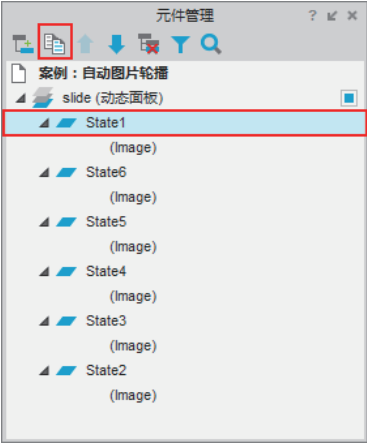 元件管理
案例：自动图片轮播
slide (动态面板)
State1
(Image)
State6
(Image)
State5
(Image)
State4
(Image)
State3
(Image)
State2
(Image)